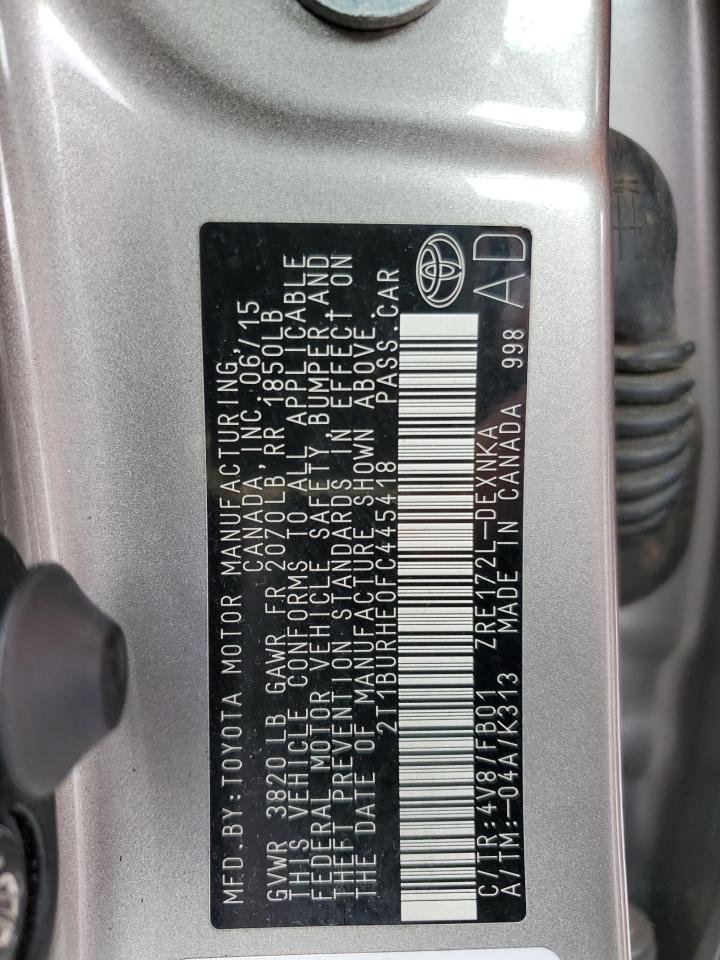 MFD.BY:TOYOTA MOTOR MANUFACTURING,
CANADA,INC.06/15
GVWR 3820LB GAWR FR 2070LB,RR 1850LB
THIS VEHICLE CONFORMS TO ALL APPLICABLE
FEDERAL MOTOR VEHICLE SAFETY,BUMPER,AND
THEFT PREVENTION STANDARDS IN EFFECT ON
THE DATE OF MANUFACTURE SHOWN ABOVE.
2T1BURHE0FC445418 PASS.CAR
C/TR:4V8/FB01 ZRE172L-DEXNKA
A/TM:-04A/K313 MADE IN CANADA 998
AD